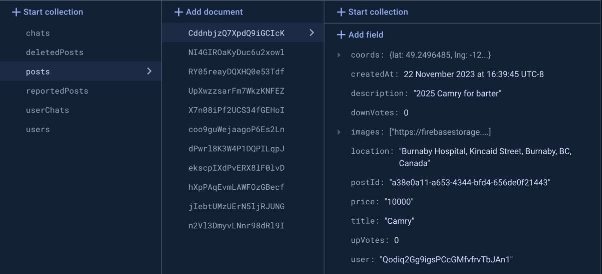 + Start collection
chats
deletedPosts
posts
reportedPosts
userChats
users
+ Add document
CddnbjzQ7XpdQ9iGCIcK
NI4GIROaKyDuc6u2xowl
RY05reayDQXHQ0e53Tdf
UpXwzzsarFm7WkzKNFEZ
X7n08iPf2UCS34fGEHoI
coo9guWejaagoP6Es2Ln
dPwrl8K3W4P1OQPILqpJ
ekscpIXdPvERX8lF0lvD
hXpPAqEvmLAWFOzGBecf
jIebtUMzUErN5ljRJUNG
n2Vl3DmyvLNnr98dRl9I
+ Start collection
+ Add field
coords: {lat: 49.2496485, lng: -12...}
createdAt: 22 November 2023 at 16:39:45 UTC-8
description: "2025 Camry for barter"
downVotes: 0
images: ["https://firebasestorage....]
location: "Burnaby Hospital, Kincaid Street, Burnaby, BC,
Canada"
postId: "a38e0a11-a653-4344-bfd4-656de0f21443"
price: "10000"
title: "Camry"
upVotes: 0
user: "Qodiq2Gg9igsPCcGMfvfrvTbJAn1"